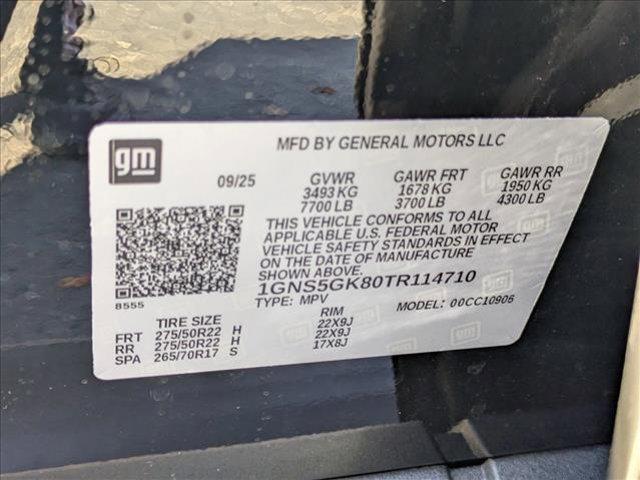 gm
MFD BY GENERAL MOTORS LLC
09/25 GVWR GAWR FRT GAWR RR
3493 KG 1678 KG 1950 KG
7700 LB 3700 LB 4300 LB
THIS VEHICLE CONFORMS TO ALL
APPLICABLE U.S. FEDERAL MOTOR
VEHICLE SAFETY STANDARDS IN EFFECT
ON THE DATE OF MANUFACTURE
SHOWN ABOVE.
8555
1GNS5GK80TR114710
TYPE: MPV MODEL: 00CC10906
TIRE SIZE RIM
FRT 275/50R22 H 22X9J
RR 275/50R22 H 22X9J
SPA 265/70R17 S 17X8J